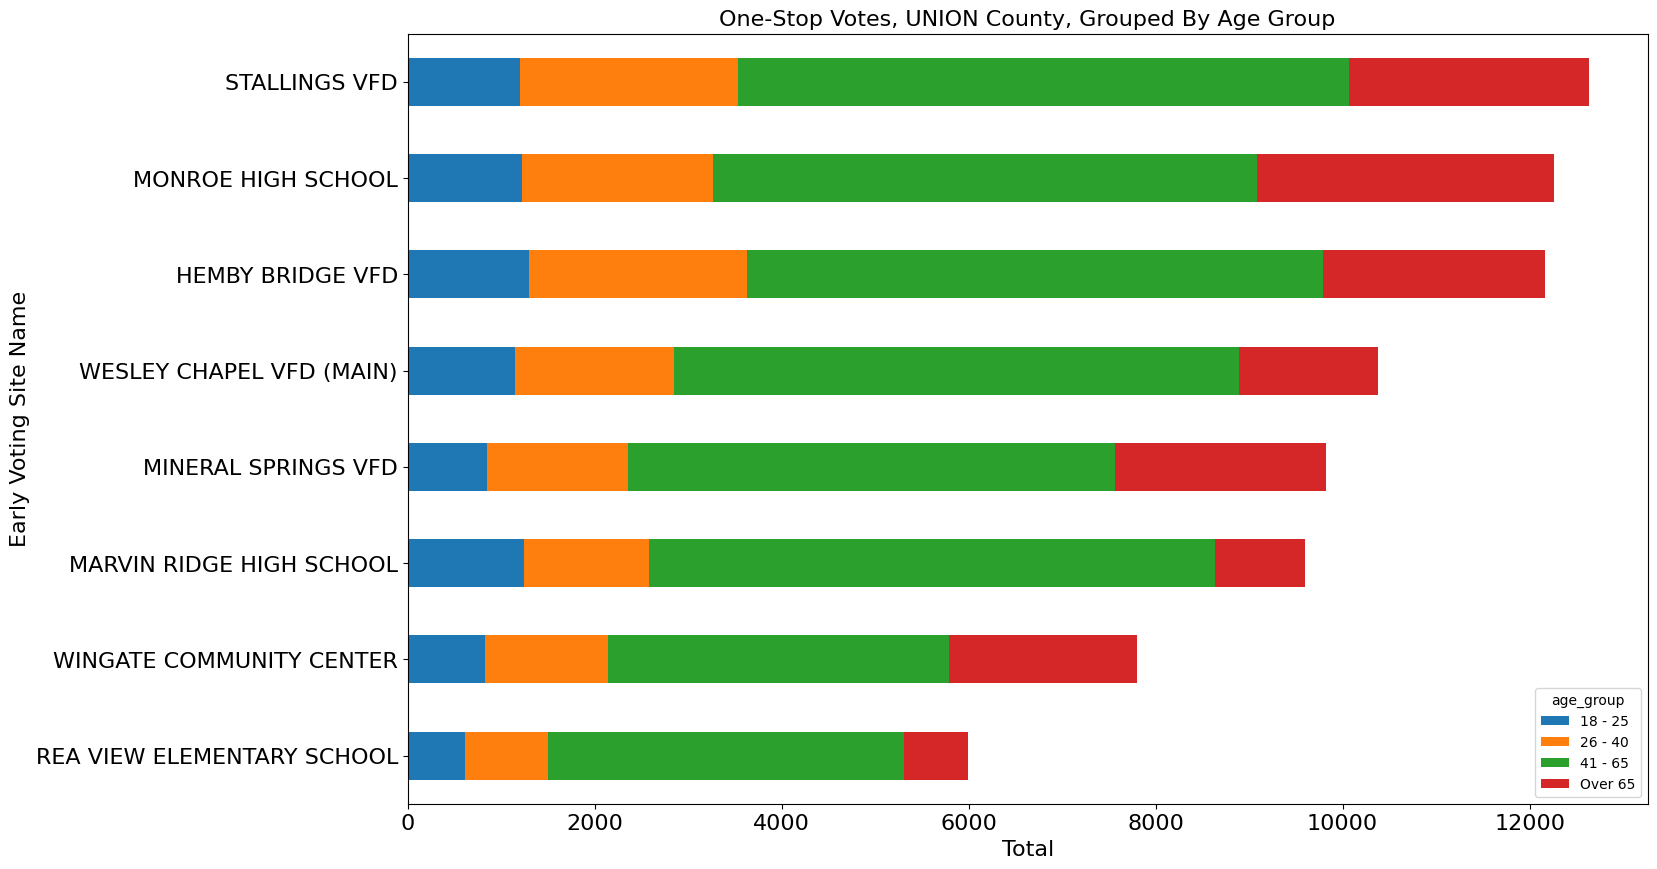 One-Stop Votes, UNION County, Grouped By Age Group
Early Voting Site Name
STALLINGS VFD
MONROE HIGH SCHOOL
HEMBY BRIDGE VFD
WESLEY CHAPEL VFD (MAIN)
MINERAL SPRINGS VFD
MARVIN RIDGE HIGH SCHOOL
WINGATE COMMUNITY CENTER
REA VIEW ELEMENTARY SCHOOL
age_group
18 - 25
26 - 40
41 - 65
Over 65
0 2000 4000 6000 8000 10000 12000
Total